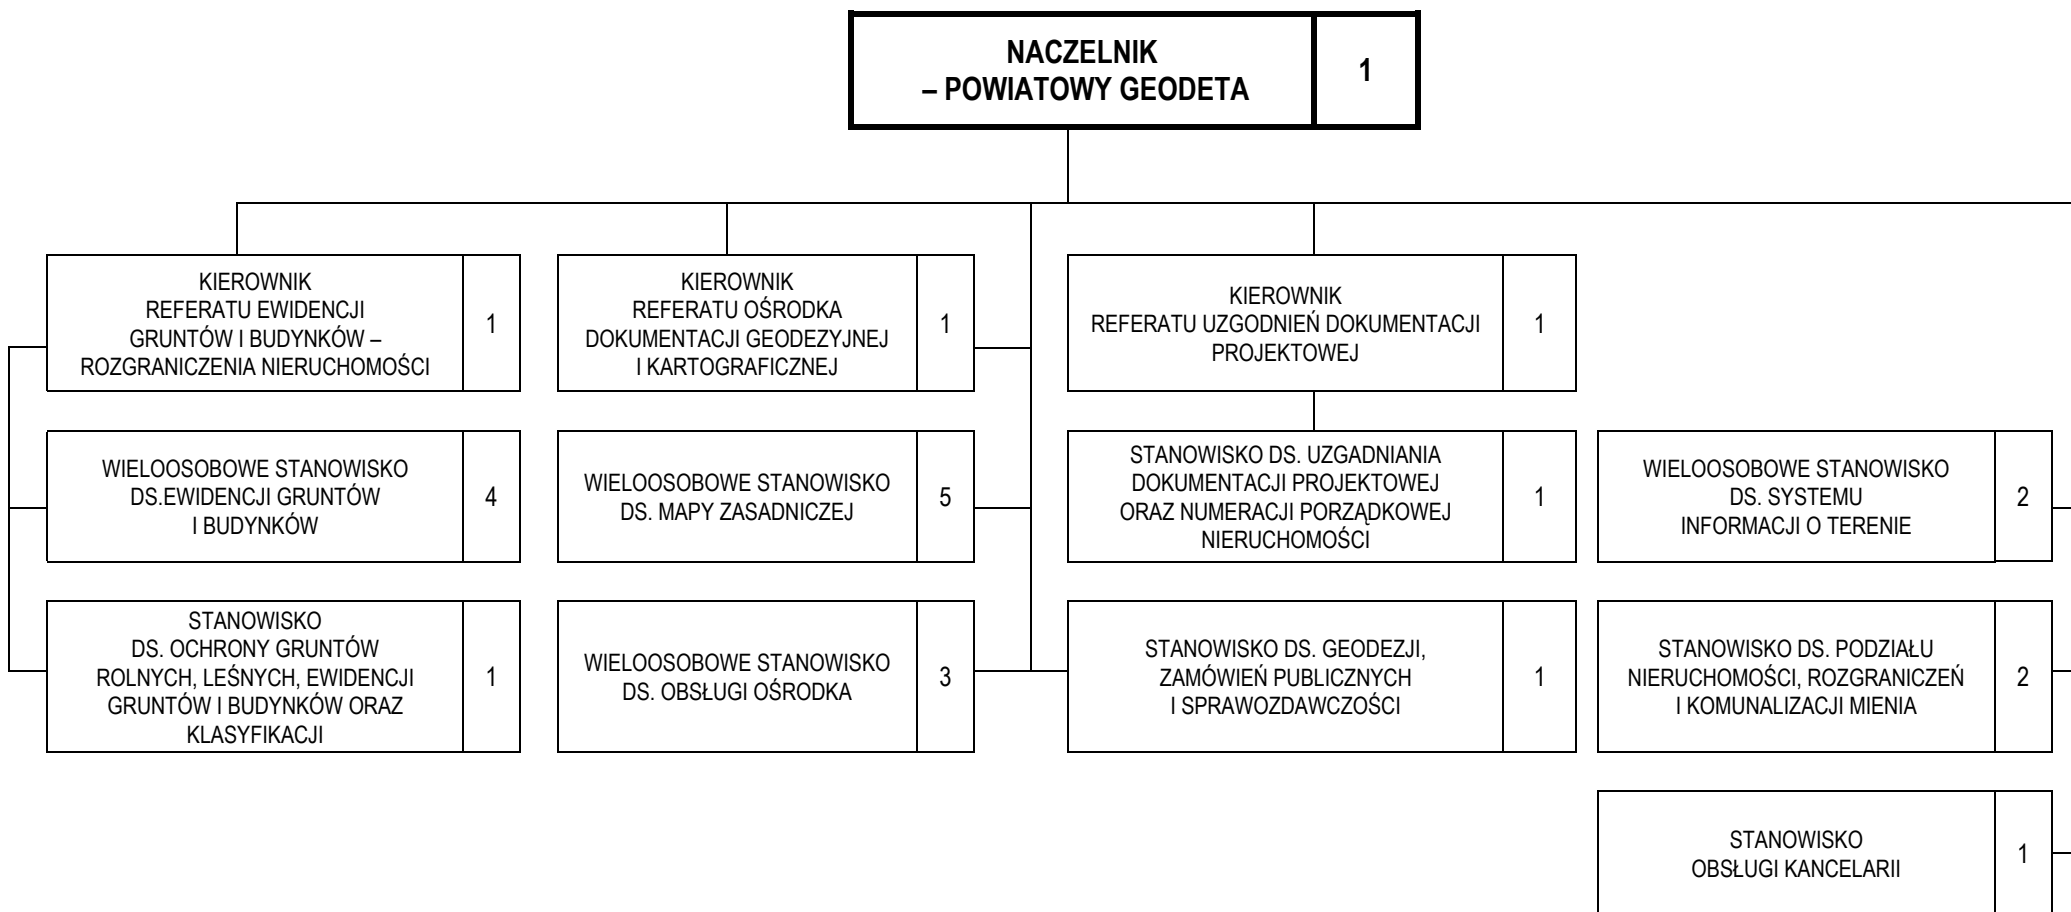 NACZELNIK
– POWIATOWY GEODETA
1
KIEROWNIK
REFERATU EWIDENCJI
GRUNTÓW I BUDYNKÓW –
ROZGRANICZENIA NIERUCHOMOŚCI
1
KIEROWNIK
REFERATU OŚRODKA
DOKUMENTACJI GEODEZYJNEJ
I KARTOGRAFICZNEJ
1
KIEROWNIK
REFERATU UZGODNIEŃ DOKUMENTACJI
PROJEKTOWEJ
1
WIELOOSOBOWE STANOWISKO
DS.EWIDENCJI GRUNTÓW
I BUDYNKÓW
4
WIELOOSOBOWE STANOWISKO
DS. MAPY ZASADNICZEJ
5
STANOWISKO DS. UZGADNIANIA
DOKUMENTACJI PROJEKTOWEJ
ORAZ NUMERACJI PORZĄDKOWEJ
NIERUCHOMOŚCI
1
WIELOOSOBOWE STANOWISKO
DS. SYSTEMU
INFORMACJI O TERENIE
2
STANOWISKO
DS. OCHRONY GRUNTÓW
ROLNYCH, LEŚNYCH, EWIDENCJI
GRUNTÓW I BUDYNKÓW ORAZ
KLASYFIKACJI
1
WIELOOSOBOWE STANOWISKO
DS. OBSŁUGI OŚRODKA
3
STANOWISKO DS. GEODEZJI,
ZAMÓWIEŃ PUBLICZNYCH
I SPRAWOZDAWCZOŚCI
1
STANOWISKO DS. PODZIAŁU
NIERUCHOMOŚCI, ROZGRANICZEŃ
I KOMUNALIZACJI MIENIA
2
STANOWISKO
OBSŁUGI KANCELARII
1